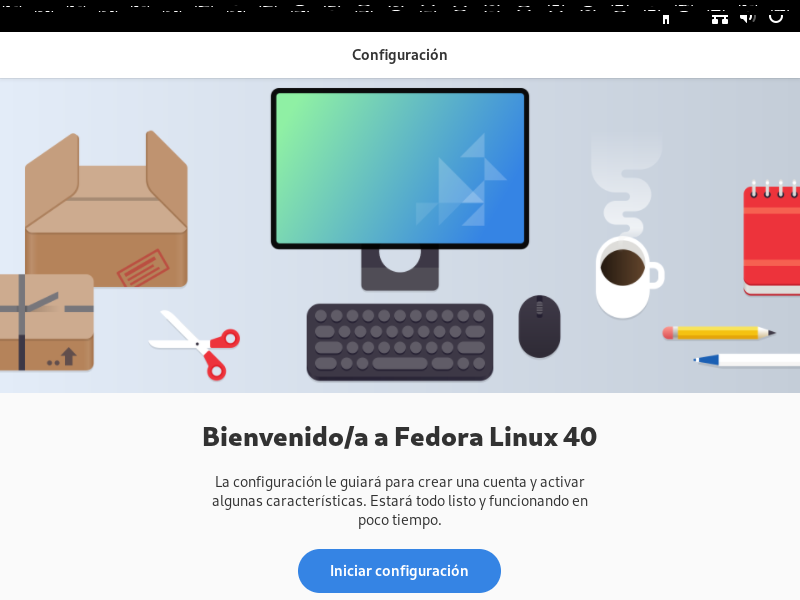 Configuración
Bienvenido/a a Fedora Linux 40
La configuración le guiará para crear una cuenta y activar
algunas características. Estará todo listo y funcionando en
poco tiempo.
Iniciar configuración